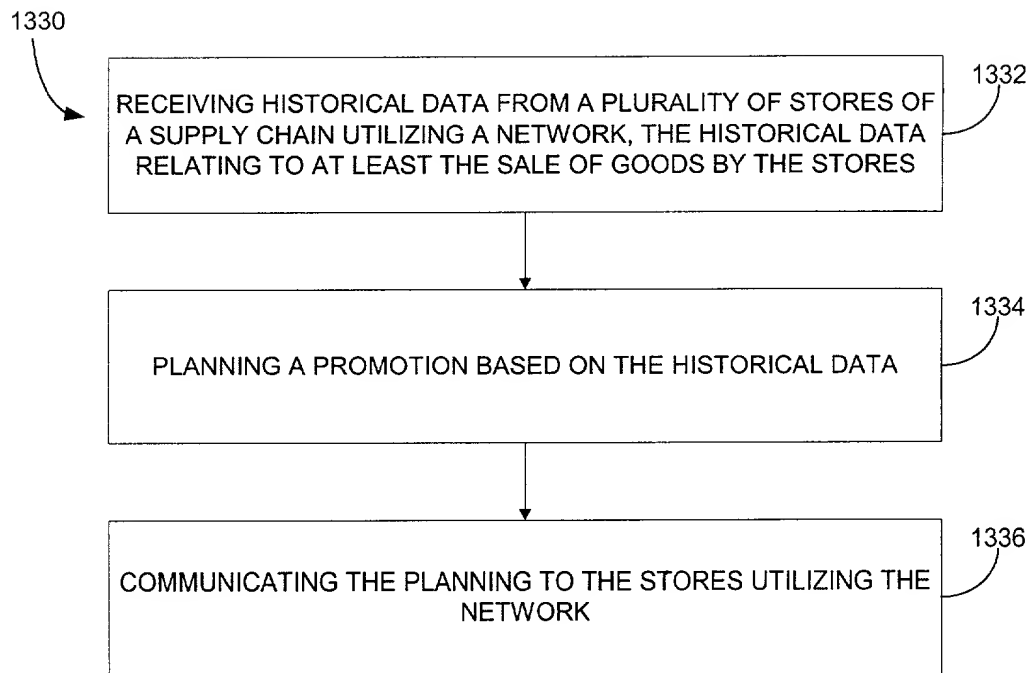 1330
1332
RECEIVING HISTORICAL DATA FROM A PLURALITY OF STORES OF
A SUPPLY CHAIN UTILIZING A NETWORK, THE HISTORICAL DATA
RELATING TO AT LEAST THE SALE OF GOODS BY THE STORES
1334
PLANNING A PROMOTION BASED ON THE HISTORICAL DATA
1336
COMMUNICATING THE PLANNING TO THE STORES UTILIZING THE
NETWORK